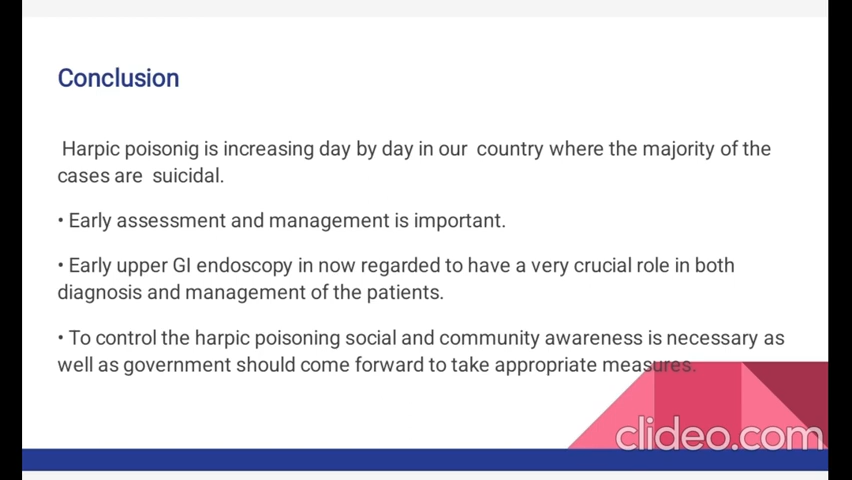 Conclusion
Harpic poisonig is increasing day by day in our country where the majority of the
cases are suicidal.
• Early assessment and management is important.
• Early upper GI endoscopy in now regarded to have a very crucial role in both
diagnosis and management of the patients.
• To control the harpic poisoning social and community awareness is necessary as
well as government should come forward to take appropriate measures.
clideo.com